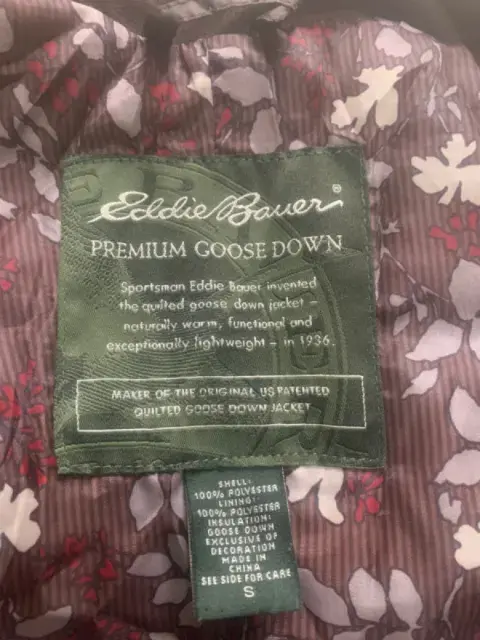 Eddie Bauer®
PREMIUM GOOSE DOWN
Sportsman Eddie Bauer invented
the quilted goose down jacket –
naturally warm, functional and
exceptionally lightweight – in 1936.
MAKER OF THE ORIGINAL US PATENTED
QUILTED GOOSE DOWN JACKET
SHELL:
100% POLYESTER
LINING:
100% POLYESTER
INSULATION:
GOOSE DOWN
EXCLUSIVE OF
DECORATION
MADE IN
CHINA
SEE SIDE FOR CARE
S